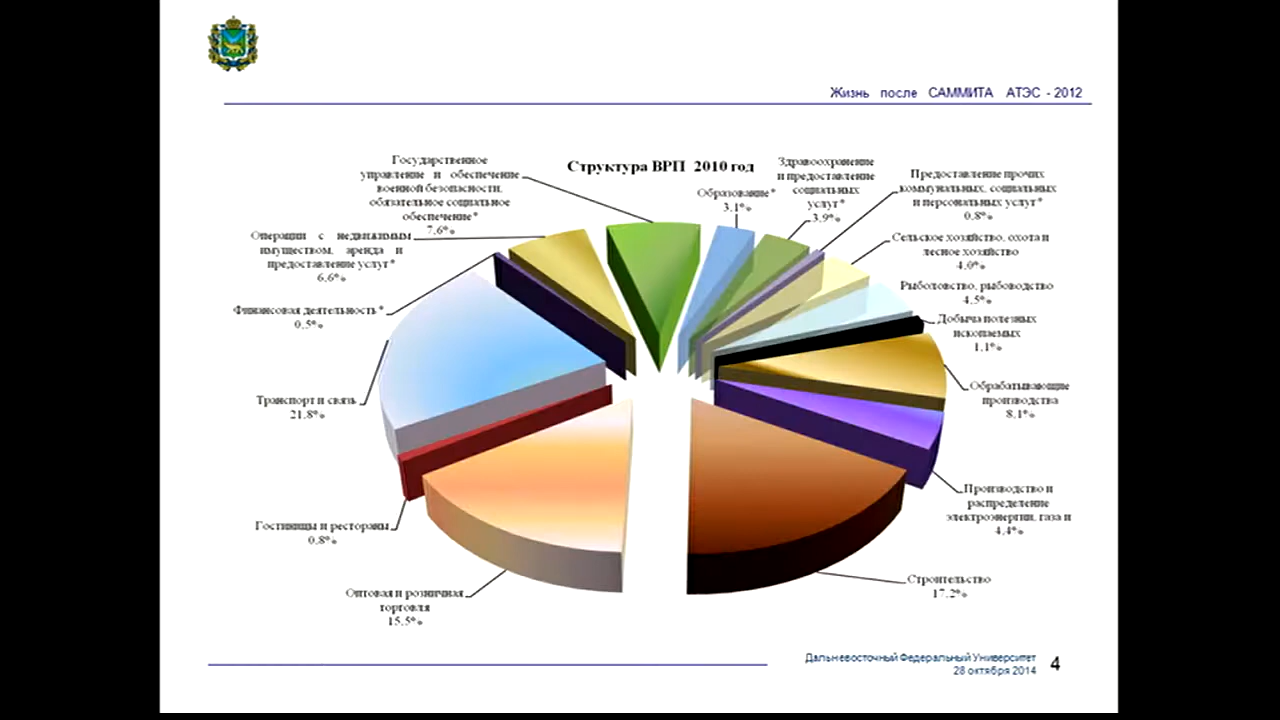 Жизнь после САММИТА АТЭС - 2012
Структура ВРП 2010 год
Государственное
управление и обеспечение
военной безопасности,
обязательное социальное
обеспечение*
7.6%
Образование*
3.1%
Здравоохранение
и предоставление
социальных
услуг*
3.9%
Предоставление прочих
коммунальных, социальных
и персональных услуг*
0.8%
Сельское хозяйство, охота и
лесное хозяйство
4.0%
Рыболовство, рыбоводство
4.5%
Добыча полезных
ископаемых
1.1%
Обрабатывающие
производства
8.1%
Производство и
распределение
электроэнергии, газа и
4.4%
Строительство
17.2%
Оптовая и розничная
торговля
15.5%
Гостиницы и рестораны
0.8%
Транспорт и связь
21.8%
Финансовая деятельность*
0.5%
Операции с недвижимым
имуществом, аренда и
предоставление услуг*
6.6%
Дальневосточный Федеральный Университет
28 октября 2014
4